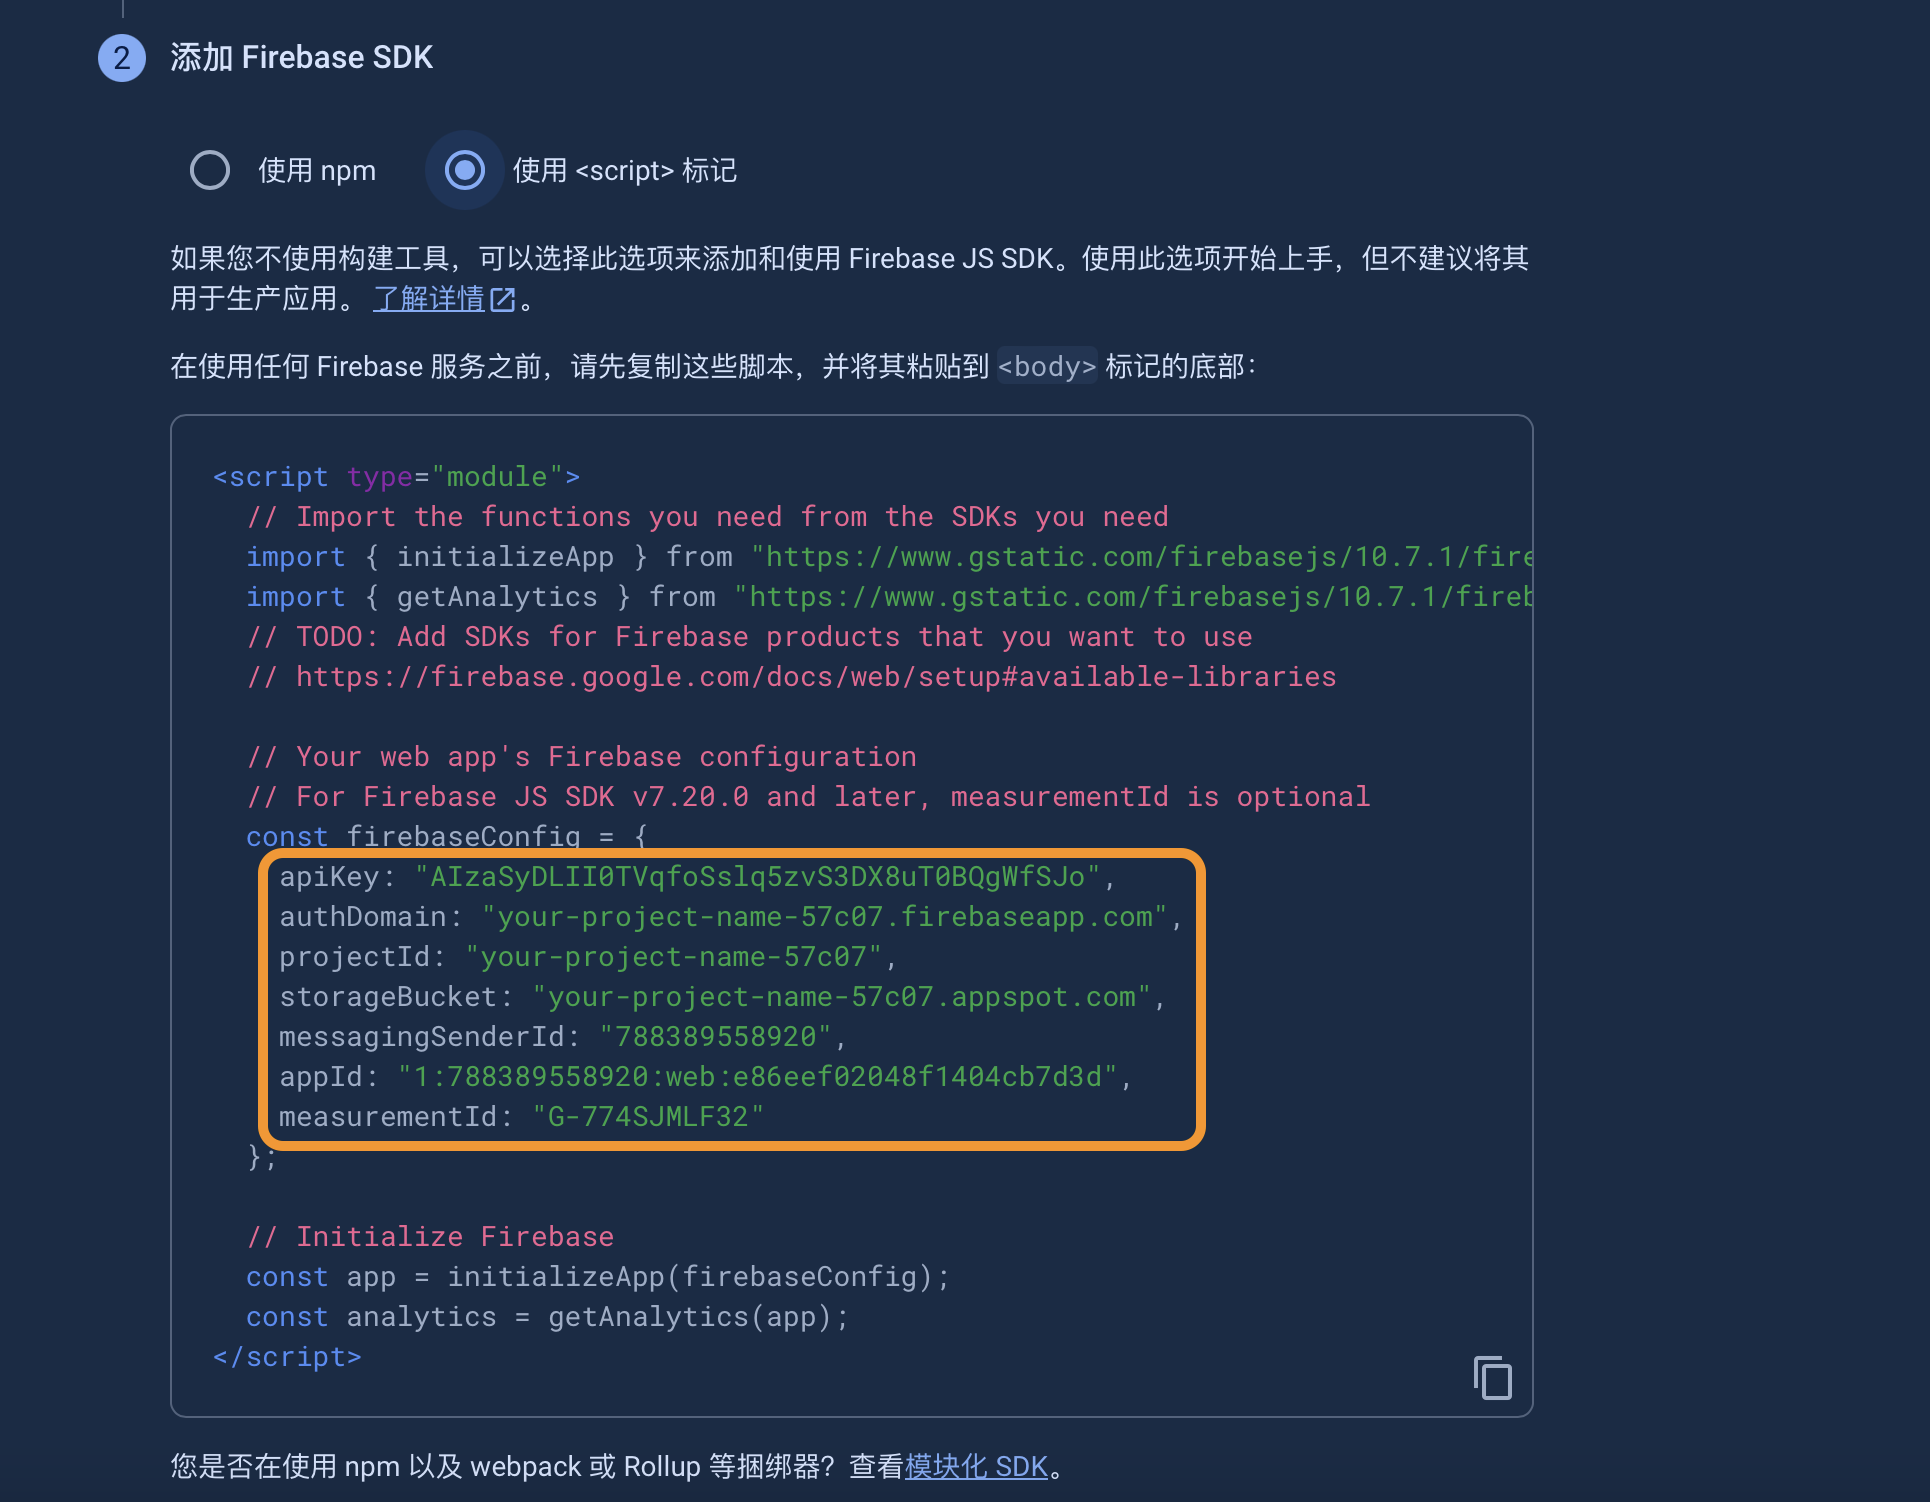 2
添加 Firebase SDK
使用 npm
使用 <script> 标记
如果您不使用构建工具，可以选择此选项来添加和使用 Firebase JS SDK。使用此选项开始上手，但不建议将其
用于生产应用。 了解详情 。
在使用任何 Firebase 服务之前，请先复制这些脚本，并将其粘贴到 <body> 标记的底部：
<script type="module">
// Import the functions you need from the SDKs you need
import { initializeApp } from "https://www.gstatic.com/firebasejs/10.7.1/fire
import { getAnalytics } from "https://www.gstatic.com/firebasejs/10.7.1/fireb
// TODO: Add SDKs for Firebase products that you want to use
// https://firebase.google.com/docs/web/setup#available-libraries
// Your web app's Firebase configuration
// For Firebase JS SDK v7.20.0 and later, measurementId is optional
const firebaseConfig = {
apiKey: "AIzaSyDLII0TVqfoSslq5zvS3DX8uT0BQgWfSJo",
authDomain: "your-project-name-57c07.firebaseapp.com",
projectId: "your-project-name-57c07",
storageBucket: "your-project-name-57c07.appspot.com",
messagingSenderId: "788389558920",
appId: "1:788389558920:web:e86eef02048f1404cb7d3d",
measurementId: "G-774SJMLF32"
};
// Initialize Firebase
const app = initializeApp(firebaseConfig);
const analytics = getAnalytics(app);
</script>
您是否在使用 npm 以及 webpack 或 Rollup 等捆绑器？查看模块化 SDK。